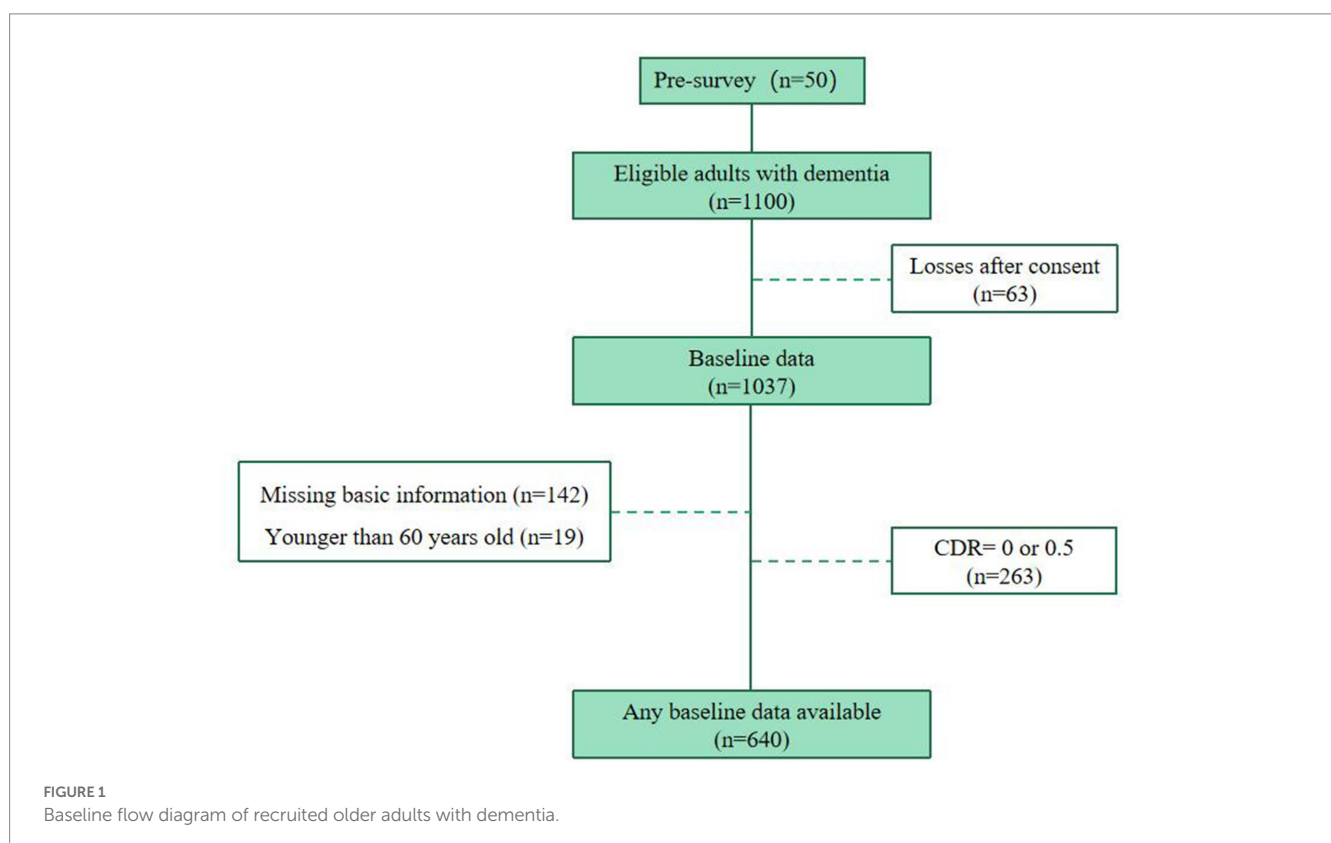 Pre-survey (n=50)
Eligible adults with dementia
(n=1100)
Losses after consent
(n=63)
Baseline data
(n=1037)
Missing basic information (n=142)
Younger than 60 years old (n=19)
CDR= 0 or 0.5
(n=263)
Any baseline data available
(n=640)
FIGURE 1
Baseline flow diagram of recruited older adults with dementia.